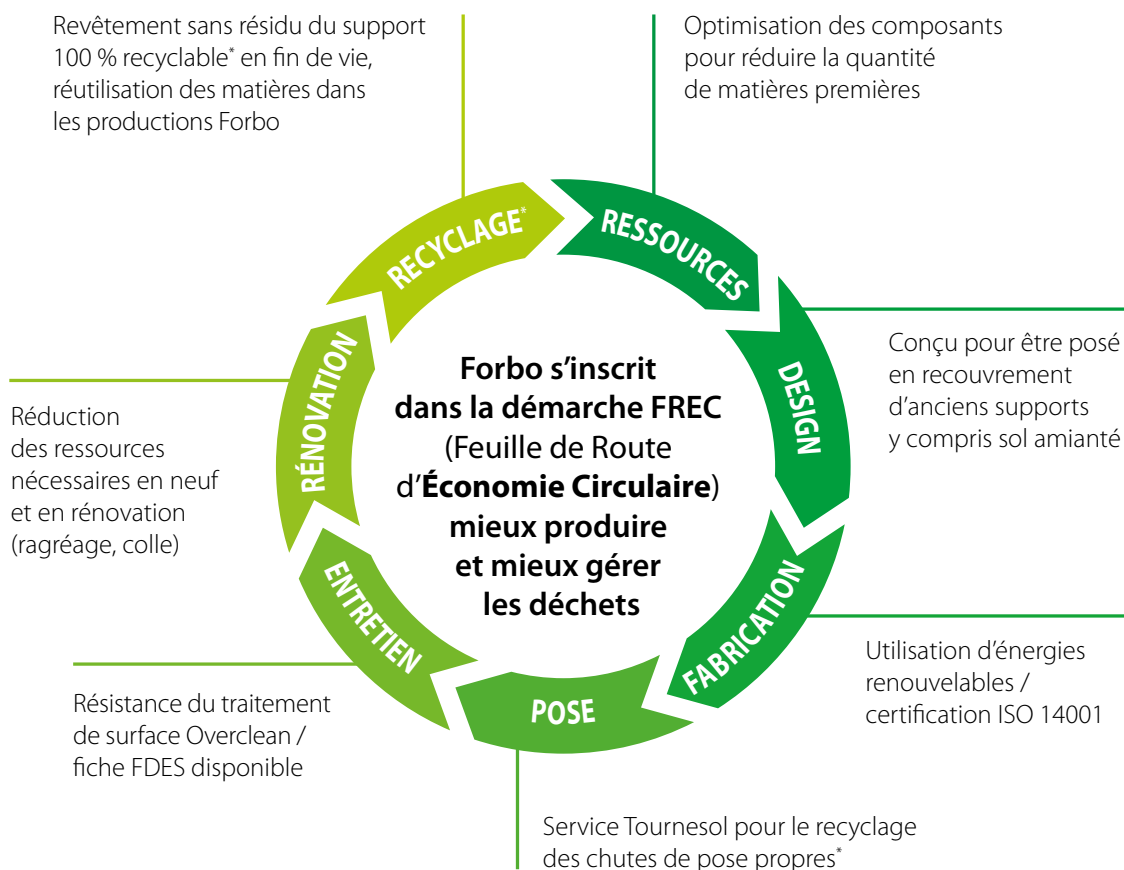 Revêtement sans résidu du support
100 % recyclable* en fin de vie,
réutilisation des matières dans
les productions Forbo
Optimisation des composants
pour réduire la quantité
de matières premières
RECYCLAGE*
RESSOURCES
DESIGN
FABRICATION
POSE
ENTRETIEN
RÉNOVATION
Forbo s’inscrit
dans la démarche FREC
(Feuille de Route
d’Économie Circulaire)
mieux produire
et mieux gérer
les déchets
Conçu pour être posé
en recouvrement
d’anciens supports
y compris sol amianté
Réduction
des ressources
nécessaires en neuf
et en rénovation
(ragréage, colle)
Utilisation d’énergies
renouvelables /
certification ISO 14001
Résistance du traitement
de surface Overclean /
fiche FDES disponible
Service Tournesol pour le recyclage
des chutes de pose propres*